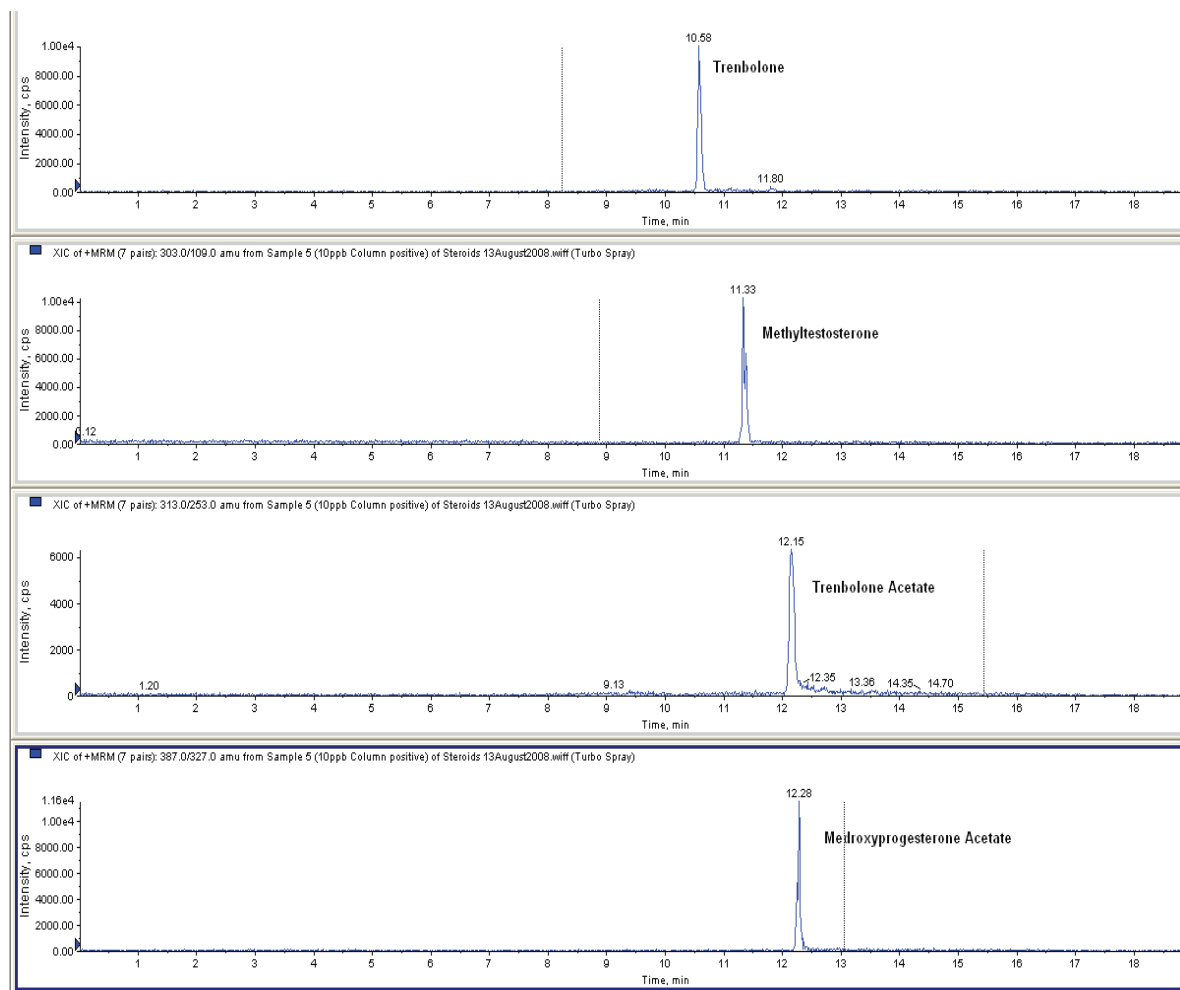 1.00e4
10.58
Trenbolone
8000.00
6000.00
4000.00
2000.00
11.80
0.00
1 2 3 4 5 6 7 8 9 10 11 12 13 14 15 16 17 18
Time, min
Intensity, cps
XIC of +MRM (7 pairs): 303.0/109.0 amu from Sample 5 (10ppb Column positive) of Steroids 13August2008.wiff (Turbo Spray)
1.00e4
11.33
Methyltestosterone
8000.00
6000.00
4000.00
2000.00
0.12
0.00
1 2 3 4 5 6 7 8 9 10 11 12 13 14 15 16 17 18
Time, min
Intensity, cps
XIC of +MRM (7 pairs): 313.0/253.0 amu from Sample 5 (10ppb Column positive) of Steroids 13August2008.wiff (Turbo Spray)
12.15
6000
Trenbolone Acetate
4000
2000
1.20 9.13 12.35 13.36 14.35 14.70
0
1 2 3 4 5 6 7 8 9 10 11 12 13 14 15 16 17 18
Time, min
Intensity, cps
XIC of +MRM (7 pairs): 387.0/327.0 amu from Sample 5 (10ppb Column positive) of Steroids 13August2008.wiff (Turbo Spray)
1.16e4
12.28
1.00e4
Medroxyprogesterone Acetate
8000.00
6000.00
4000.00
2000.00
0.00
1 2 3 4 5 6 7 8 9 10 11 12 13 14 15 16 17 18
Time, min
Intensity, cps